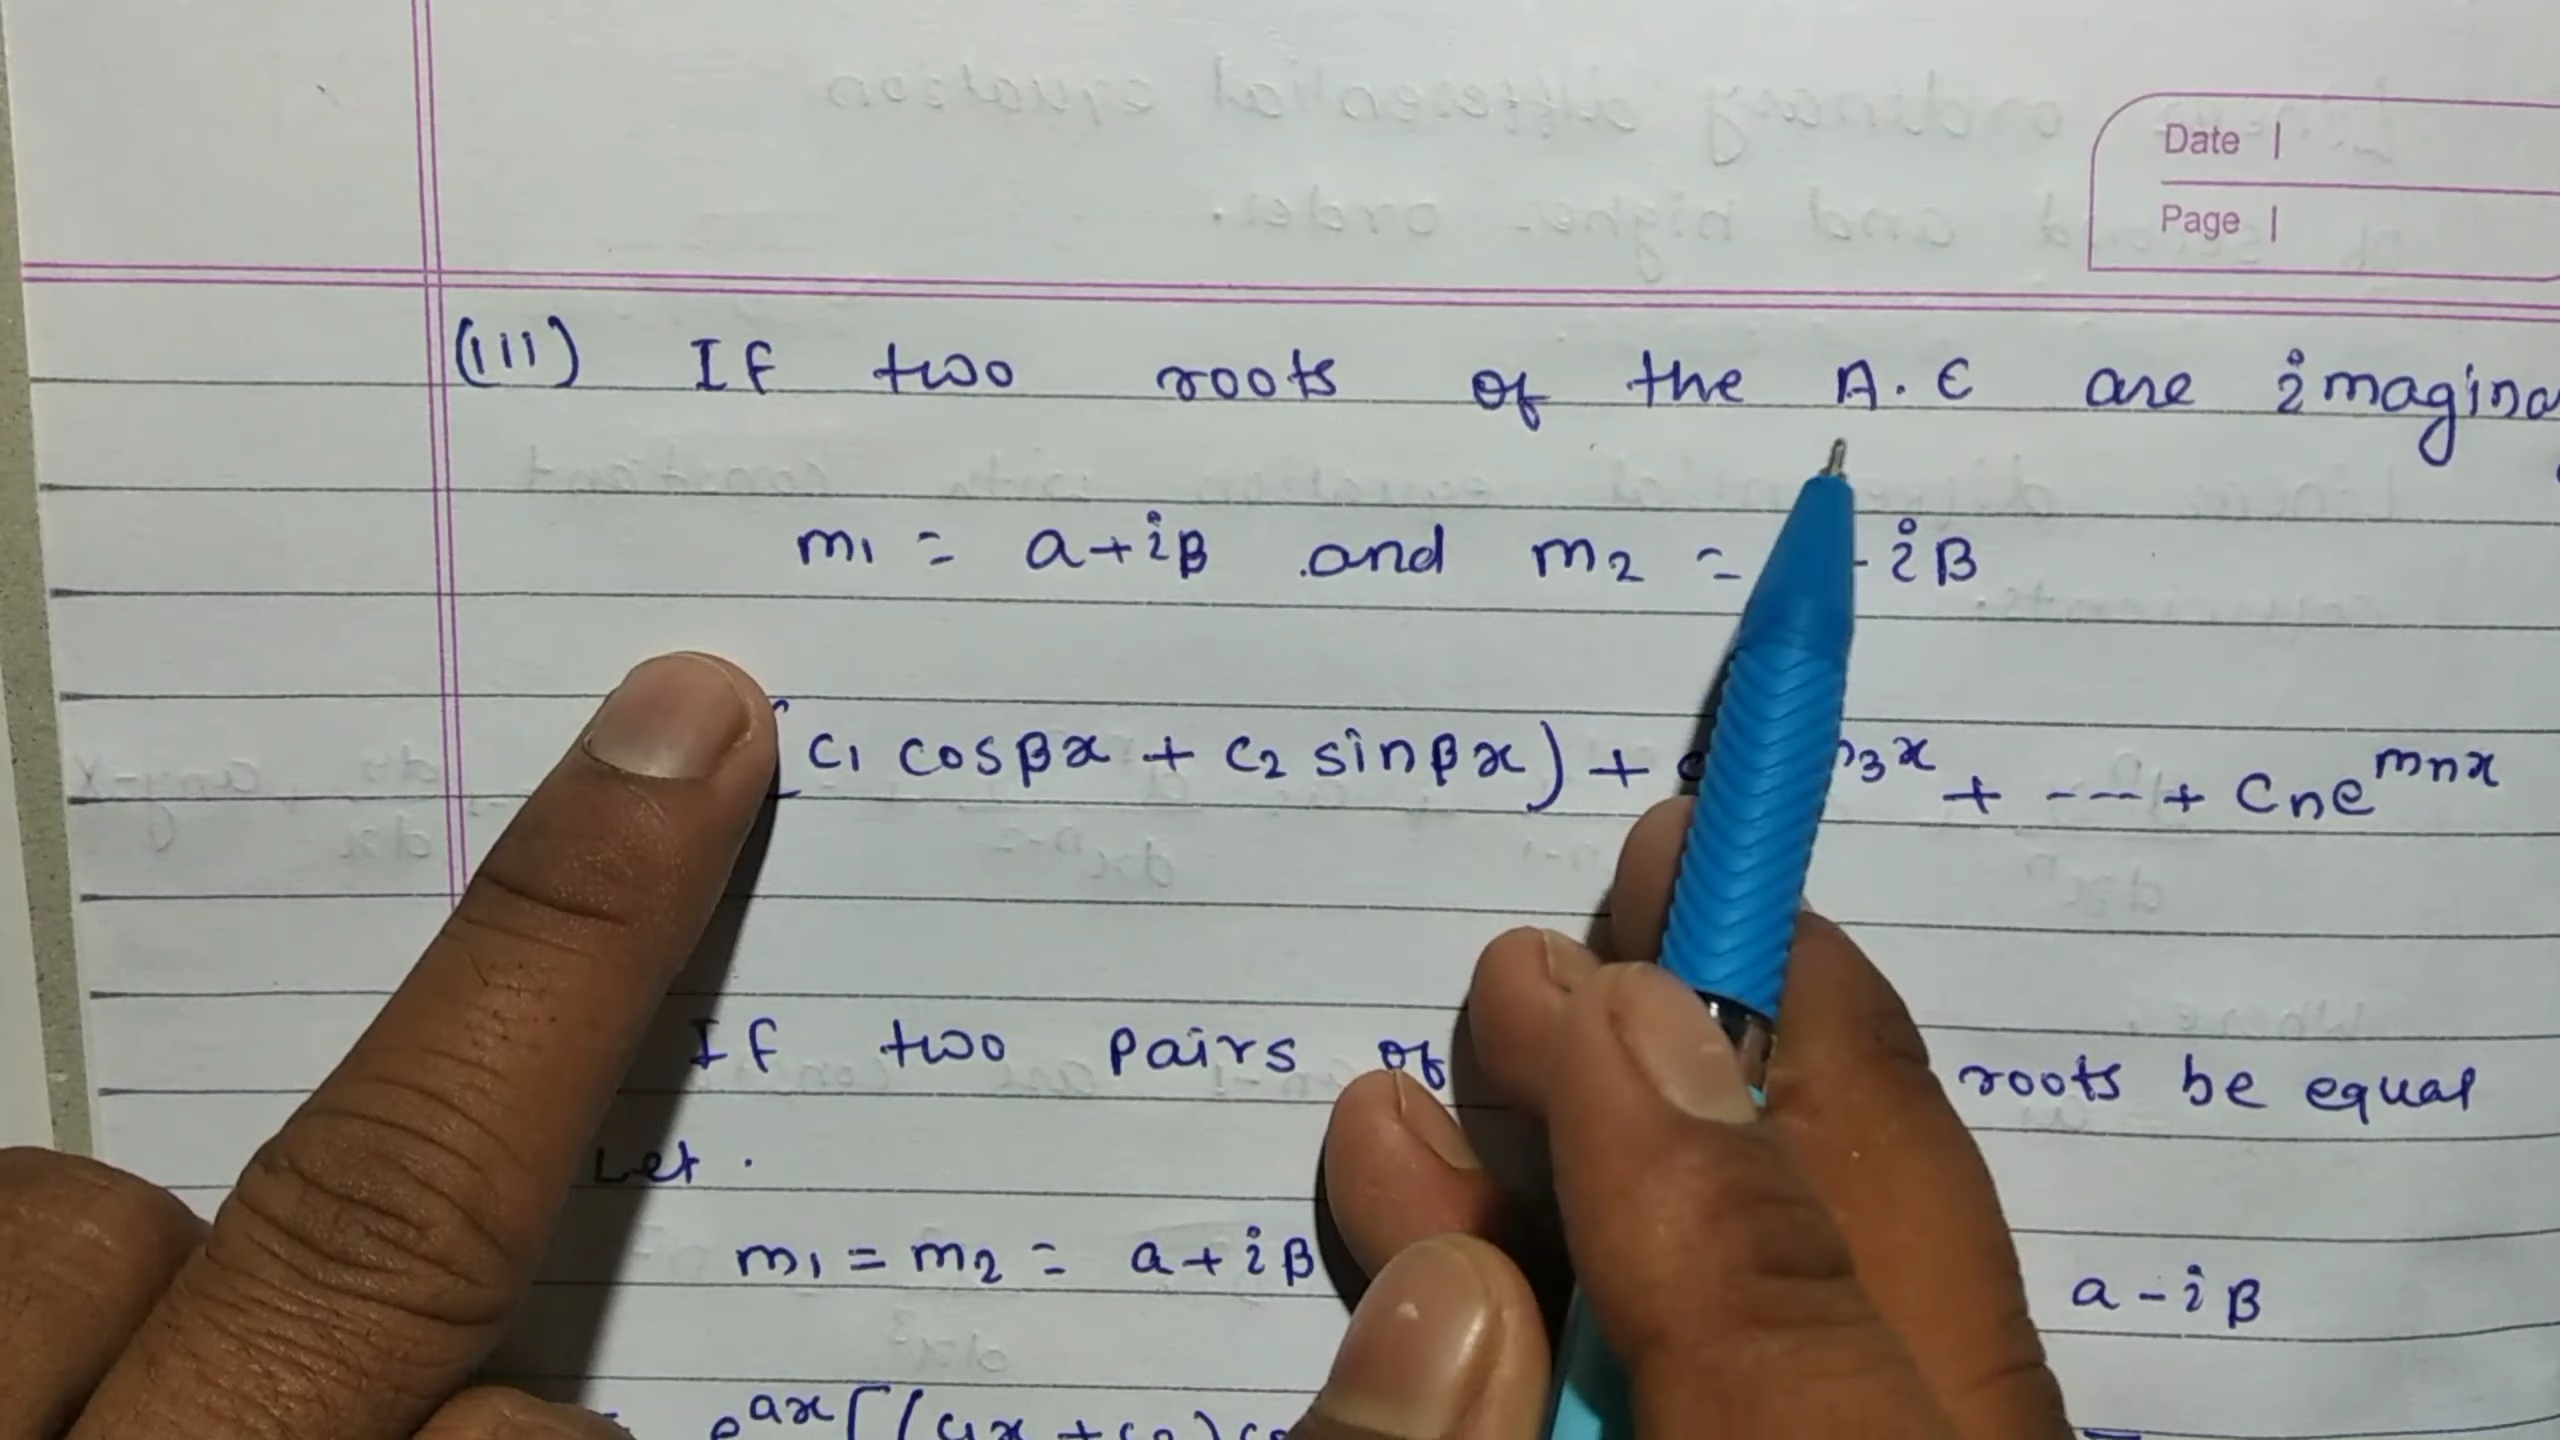 Date
Page
(iii) If two roots of the A.E are imagina
m1 = a+iβ and m2 = -iβ
(c1 cosβx + c2 sinβx) + 3x + --- + Cne^mnx
If two pairs of roots be equal
Let .
m1 = m2 = a+iβ a-iβ
e^ax[(c1x+c2)